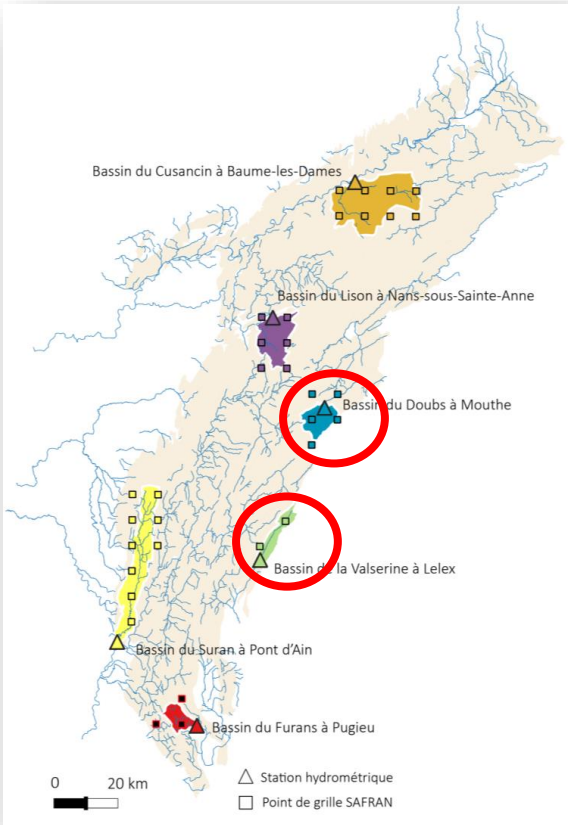 Bassin du Cusancin à Baume-les-Dames
Bassin du Lison à Nans-sous-Sainte-Anne
Bassin du Doubs à Mouthe
Bassin de la Valserine à Lelex
Bassin du Suran à Pont d'Ain
Bassin du Furans à Pugieu
0 20 km
Station hydrométrique
Point de grille SAFRAN